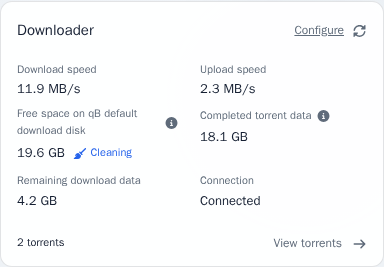 Downloader
Configure
Download speed
Upload speed
11.9 MB/s
2.3 MB/s
Free space on qB default
download disk
Completed torrent data
18.1 GB
19.6 GB
Cleaning
Remaining download data
Connection
4.2 GB
Connected
2 torrents
View torrents